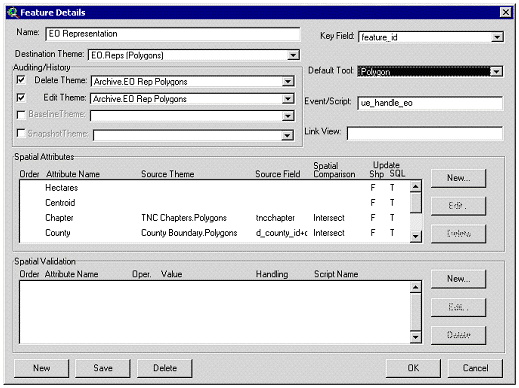 Feature Details
Name: EO Representation
Key Field: feature_id
Destination Theme: EO.Reps (Polygons)
Auditing/History
Delete Theme: Archive.EO Rep Polygons
Default Tool: Polygon
Edit Theme: Archive.EO Rep Polygons
Event/Script: ue_handle_eo
BaselineTheme:
SnapshotTheme:
Link View:
Spatial Attributes
Order Attribute Name Source Theme Source Field Spatial Comparison Update Shp SQL
Hectares F T
Centroid F T
Chapter TNC Chapters.Polygons tncchapter Intersect F T
County County Boundary.Polygons d_county_id+c Intersect F T
New...
Edit...
Delete
Spatial Validation
Order Attribute Name Oper. Value Handling Script Name
New...
Edit...
Delete
New Save Delete OK Cancel